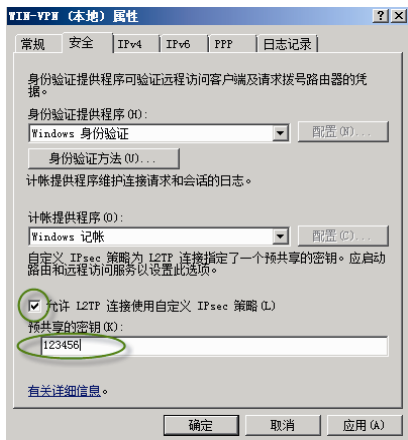 WIN-VPN (本地) 属性
常规 安全 IPv4 IPv6 PPP 日志记录
身份验证提供程序可验证远程访问客户端及请求拔号路由器的凭
据。
身份验证提供程序(H):
Windows 身份验证 配置(N)...
身份验证方法(U)...
计帐提供程序维护连接请求和会话的日志。
计帐提供程序(O):
Windows 记帐 配置(C)...
自定义 IPsec 策略为 L2TP 连接指定了一个预共享的密钥。应启动
路由和远程访问服务以设置此选项。
允许 L2TP 连接使用自定义 IPsec 策略(L)
预共享的密钥(K):
123456
有关详细信息。
确定 取消 应用(A)